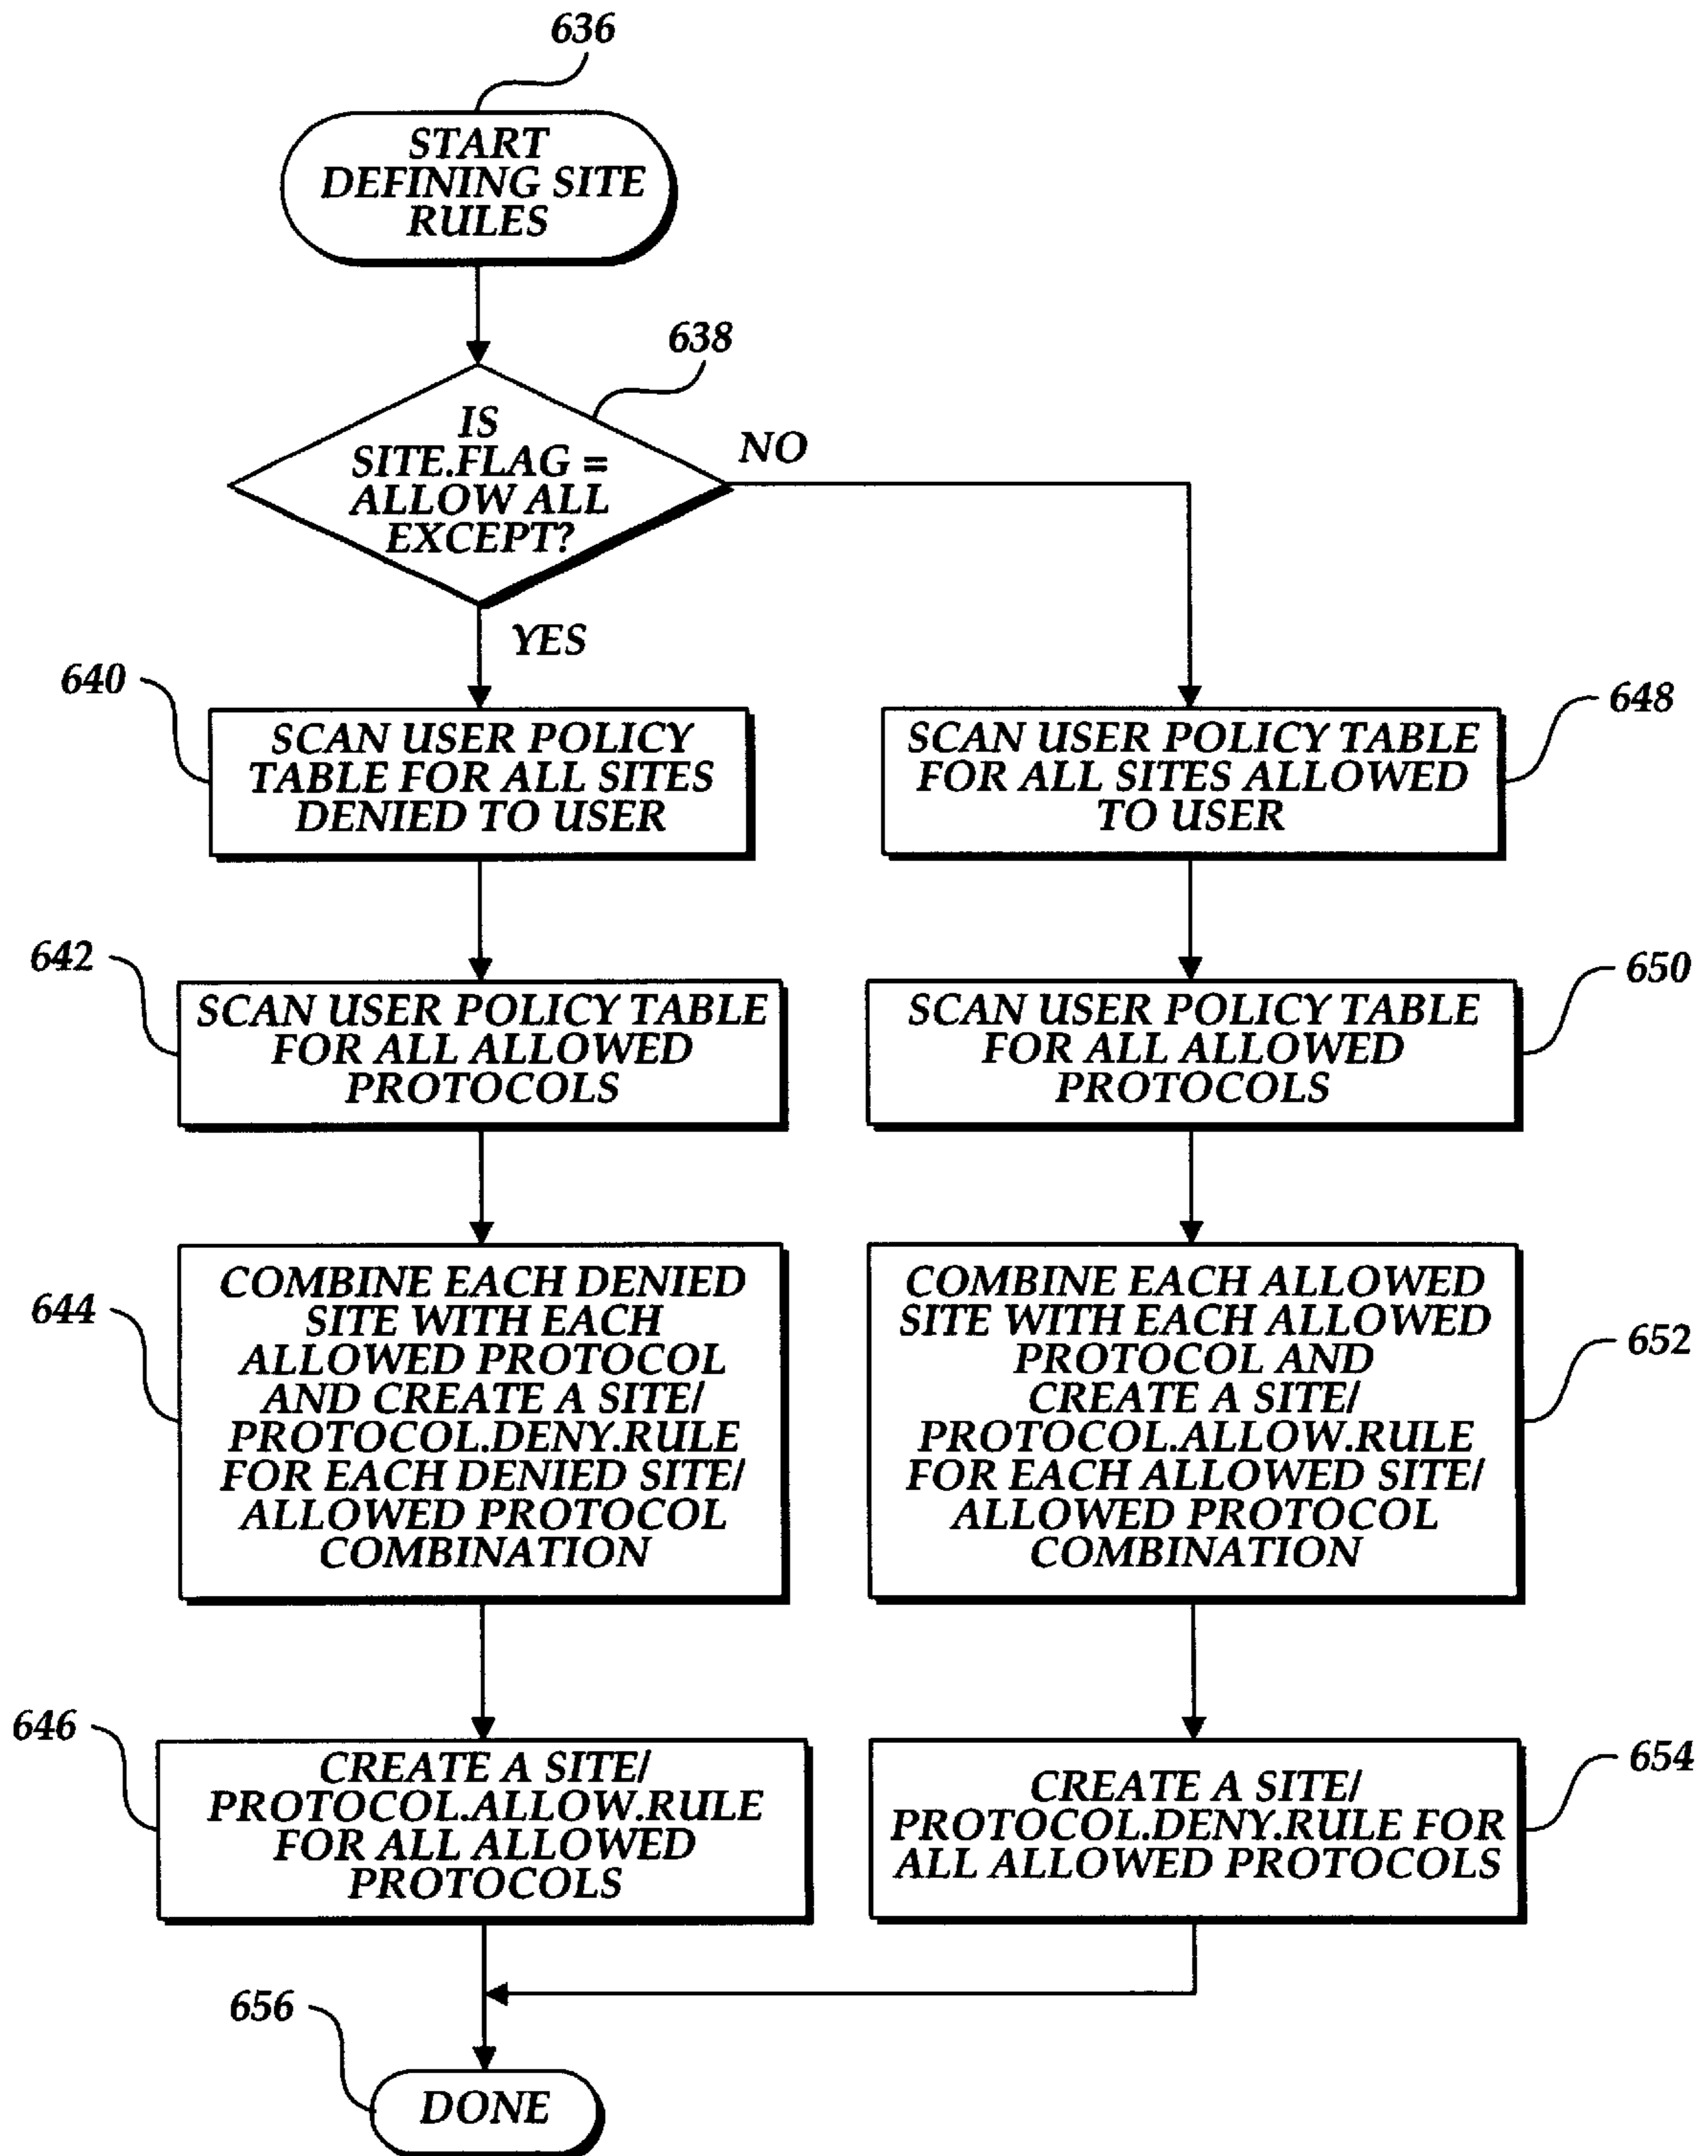 636
START
DEFINING SITE
RULES
638
IS
SITE.FLAG =
ALLOW ALL
EXCEPT?
NO
YES
640
SCAN USER POLICY
TABLE FOR ALL SITES
DENIED TO USER
648
SCAN USER POLICY TABLE
FOR ALL SITES ALLOWED
TO USER
642
SCAN USER POLICY TABLE
FOR ALL ALLOWED
PROTOCOLS
650
SCAN USER POLICY TABLE
FOR ALL ALLOWED
PROTOCOLS
644
COMBINE EACH DENIED
SITE WITH EACH
ALLOWED PROTOCOL
AND CREATE A SITE/
PROTOCOL.DENY.RULE
FOR EACH DENIED SITE/
ALLOWED PROTOCOL
COMBINATION
652
COMBINE EACH ALLOWED
SITE WITH EACH ALLOWED
PROTOCOL AND
CREATE A SITE/
PROTOCOL.ALLOW.RULE
FOR EACH ALLOWED SITE/
ALLOWED PROTOCOL
COMBINATION
646
CREATE A SITE/
PROTOCOL.ALLOW.RULE
FOR ALL ALLOWED
PROTOCOLS
654
CREATE A SITE/
PROTOCOL.DENY.RULE FOR
ALL ALLOWED PROTOCOLS
656
DONE